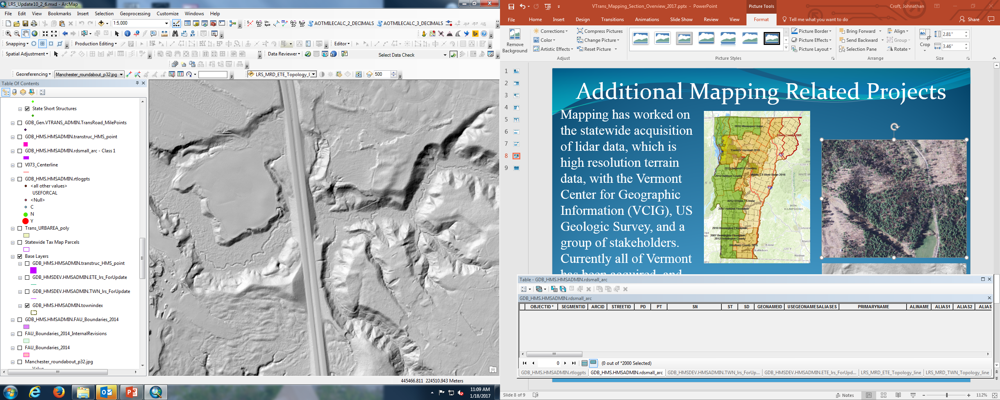 LRS_Update10_2_6.mxd - ArcMap
File Edit View Bookmarks Insert Selection Geoprocessing Customize Windows Help
1:5,000
AOTMILECALC_2_DECIMALS AOTMILECALC_3_DECIMALS
Snapping Production Editing Editor
Spatial Adjustment Data Reviewer Select Data Check
Georeferencing Manchester_roundabout_p32.jpg LRS_MRD_ETE_Topology_l 500
Table Of Contents
State Short Structures
GDB_Gen.VTRANS_ADMIN.TransRoad_MilePoints
GDB_HMS.HMSADMIN.transtruc_HMS_point
GDB_HMS.HMSADMIN.rdsmall_arc - Class 1
V073_Centerline
GDB_HMS.HMSADMIN.rtlogpts
<all other values>
USEFORCAL
<Null>
C
N
Y
Trans_URBAREA_poly
Statewide Tax Map Parcels
Base Layers
GDB_HMS.HMSADMIN.transtruc_HMS_point
GDB_HMSDEV.HMSADMIN.ETE_lrs_ForUpdate
GDB_HMSDEV.HMSADMIN.TWN_lrs_ForUpdate
GDB_HMS.HMSADMIN.townindex
GDB_HMS.HMSADMIN.FAU_Boundaries_2014
FAU_Boundaries_2014_InternalRevisions
FAU_Boundaries_2014
Manchester_roundabout_p32.jpg
Value
445466.811 224510.943 Meters
11:09 AM
1/18/2017
VTrans_Mapping_Section_Overview_2017.pptx - PowerPoint
Picture Tools
Croft, Johnathan
File Home Insert Design Transitions Animations Slide Show Review View Format Tell me what you want to do Share
Remove Background
Corrections
Color
Artistic Effects
Compress Pictures
Change Picture
Reset Picture
Adjust
Picture Styles
Picture Border
Picture Effects
Picture Layout
Bring Forward
Send Backward
Selection Pane
Align
Group
Rotate
Arrange
Crop
2.81"
3.46"
Size
1
2
3
4
5
6
7
8
9
Additional Mapping Related Projects
Mapping has worked on
the statewide acquisition
of lidar data, which is
high resolution terrain
data, with the Vermont
Center for Geographic
Information (VCIG), US
Geologic Survey, and a
group of stakeholders.
Currently all of Vermont
has been acquired, and
2010 Missisquoi Upper
Essex County 2005
Eastern Vermont 2014
Middle CT River Basin 2016
2012 Addison County
2012 VTrans TS Irene
2007 Rutland Floodplain
2010 Bennington Floodplain
2007 Bennington Floodplain
2012 Bennington County
Windham County 2015
NEW
HAMPSHIRE
WHITE
Concord
Keene
Brattleboro
2287 ft
Nashua
Table - GDB_HMS.HMSADMIN.rdsmall_arc
GDB_HMS.HMSADMIN.rdsmall_arc
OBJECTID * SEGMENTID ARCID STREETID PD PT SN ST SD GEONAMEID USEGEONAMESALIASES PRIMARYNAME ALINAME ALIAS1 ALIAS2 ALIAS
0 (0 out of *2000 Selected)
GDB_HMS.HMSADMIN.rtlogpts GDB_HMS.HMSADMIN.rdsmall_arc GDB_HMSDEV.HMSADMIN.TWN_lrs_ForUp... GDB_HMSDEV.HMSADMIN.ETE_lrs_ForUpd... LRS_MRD_ETE_Topology_line LRS_MRD_TWN_Topology_line
Slide 8 of 9
Notes
112%